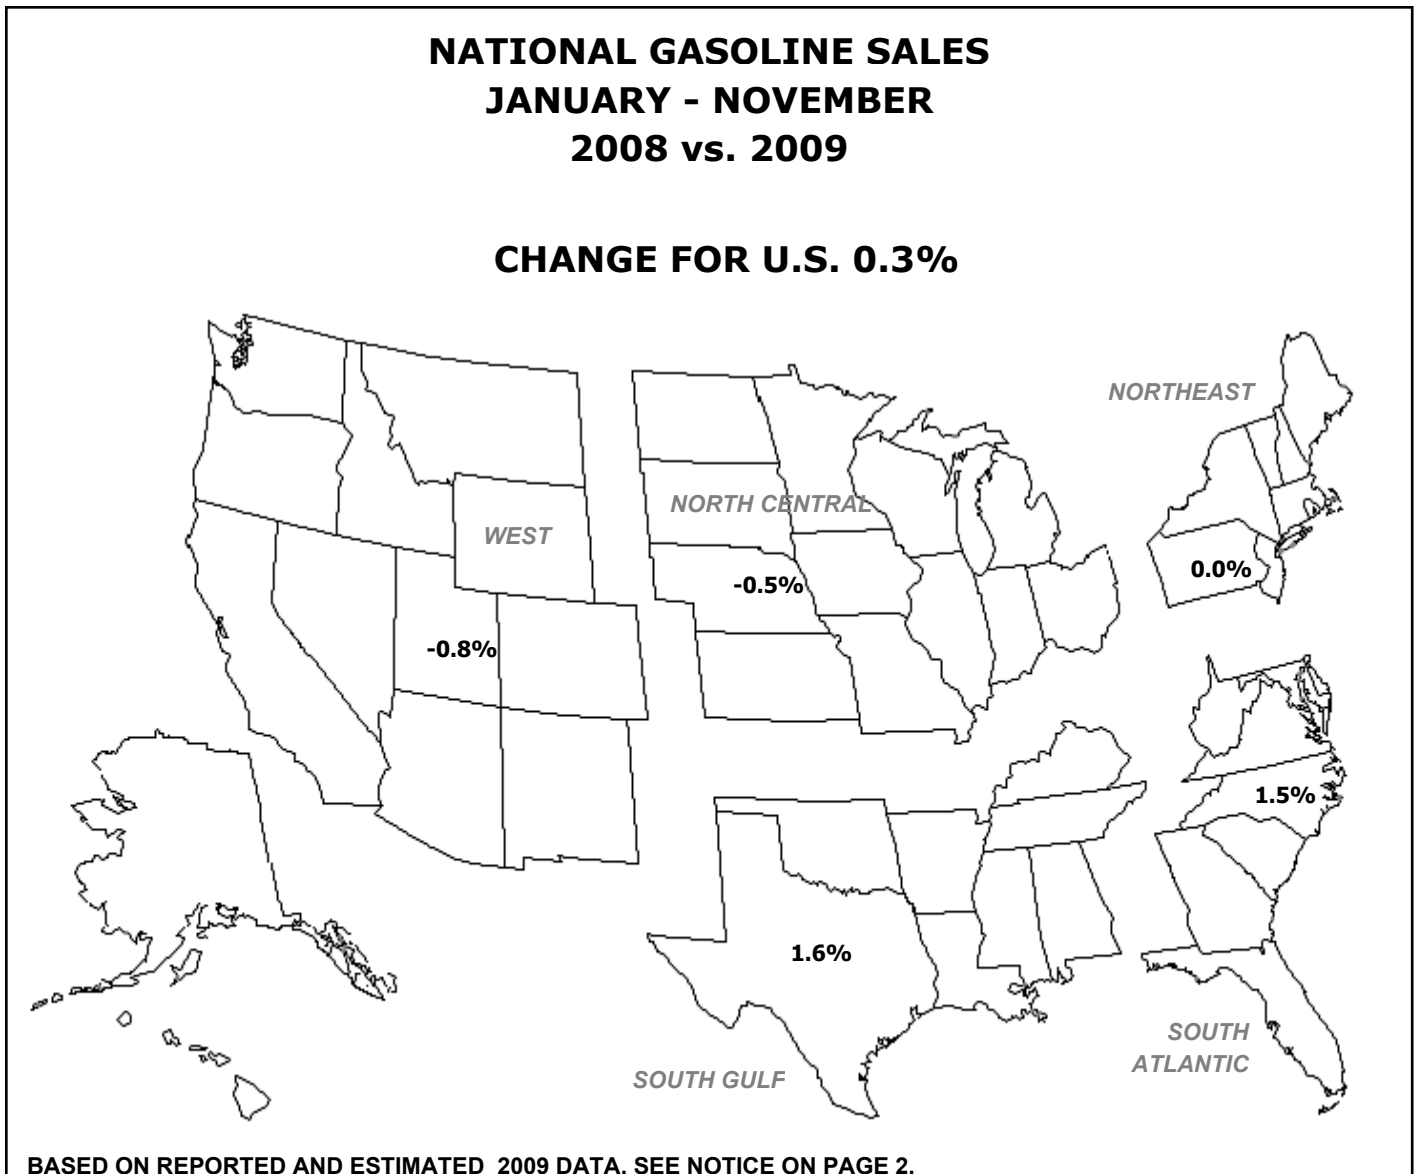 NATIONAL GASOLINE SALES
JANUARY - NOVEMBER
2008 vs. 2009
CHANGE FOR U.S. 0.3%
NORTHEAST
NORTH CENTRAL
WEST
0.0%
-0.5%
-0.8%
1.5%
1.6%
SOUTH
ATLANTIC
SOUTH GULF
BASED ON REPORTED AND ESTIMATED 2009 DATA. SEE NOTICE ON PAGE 2.